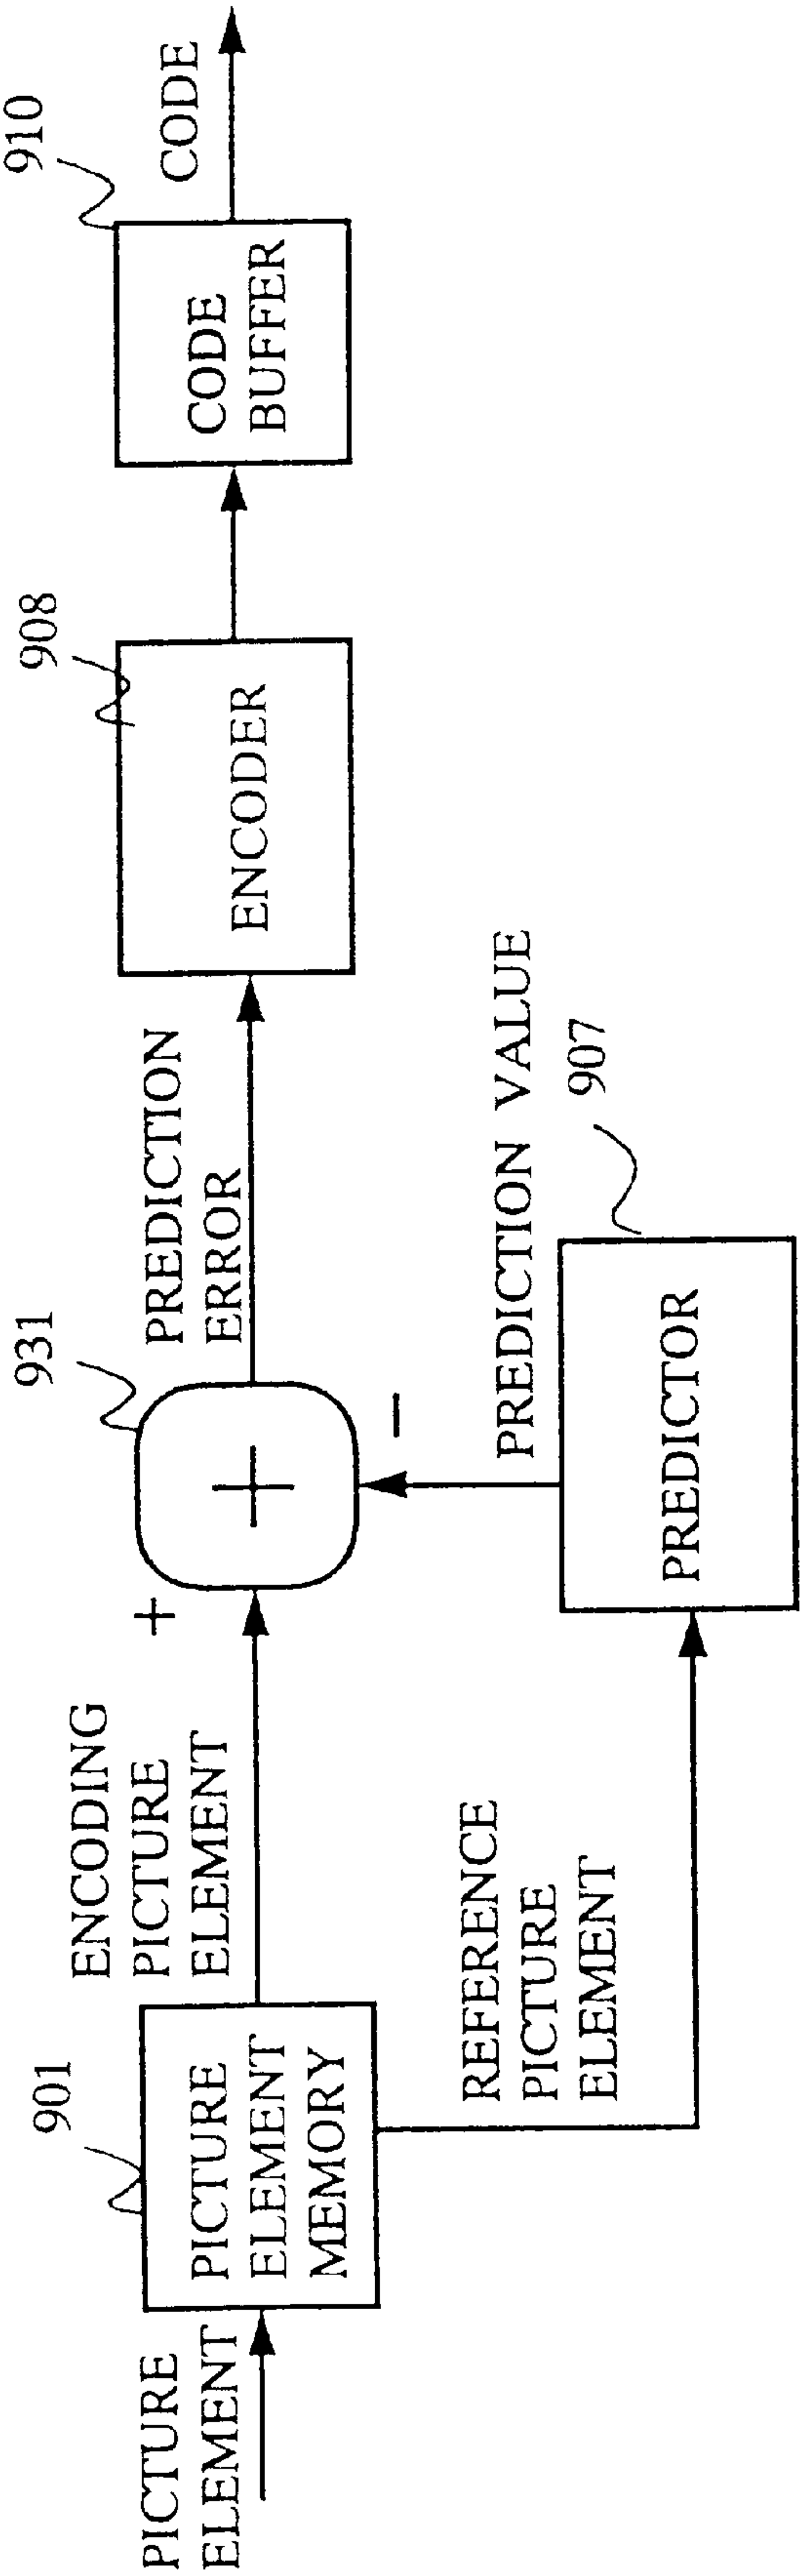 PICTURE
ELEMENT
901
PICTURE
ELEMENT
MEMORY
ENCODING
PICTURE
ELEMENT
REFERENCE
PICTURE
ELEMENT
+
931
+
−
PREDICTION
ERROR
PREDICTION VALUE
907
PREDICTOR
908
ENCODER
910
CODE
BUFFER
CODE